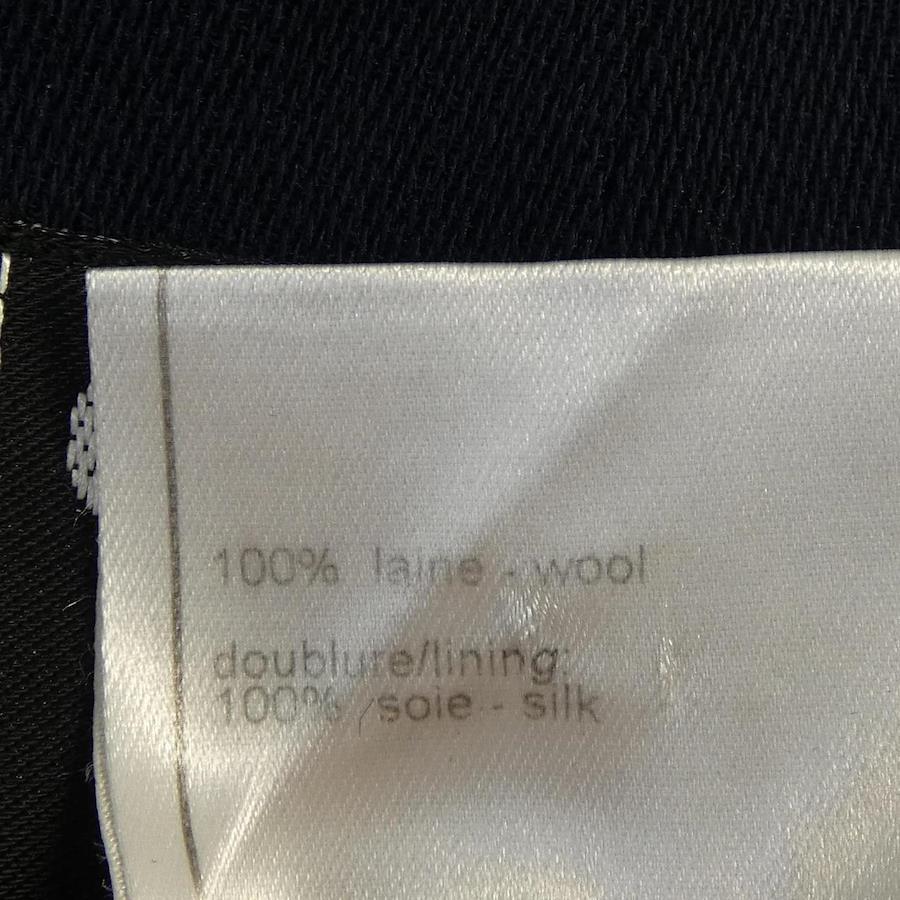 100% laine - wool
doublure/lining:
100% soie - silk